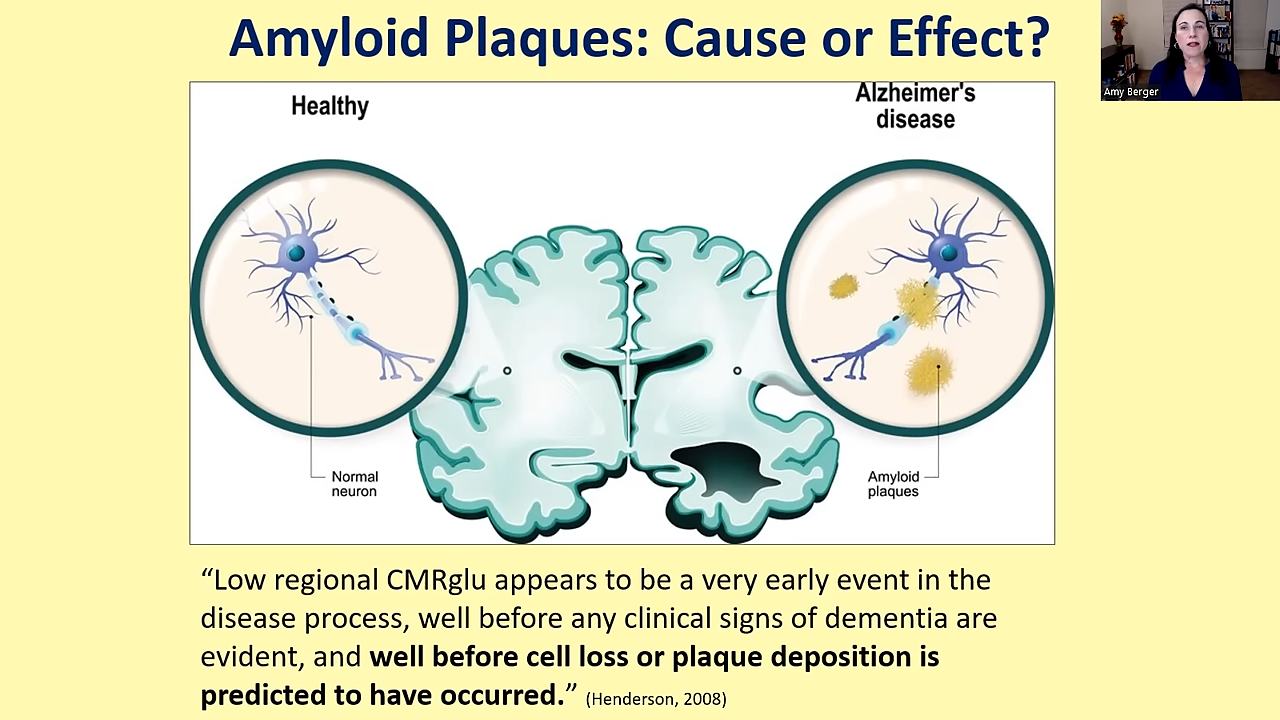 Amyloid Plaques: Cause or Effect?
Amy Berger
Healthy
Alzheimer's
disease
Normal
neuron
Amyloid
plaques
“Low regional CMRglu appears to be a very early event in the
disease process, well before any clinical signs of dementia are
evident, and well before cell loss or plaque deposition is
predicted to have occurred.” (Henderson, 2008)